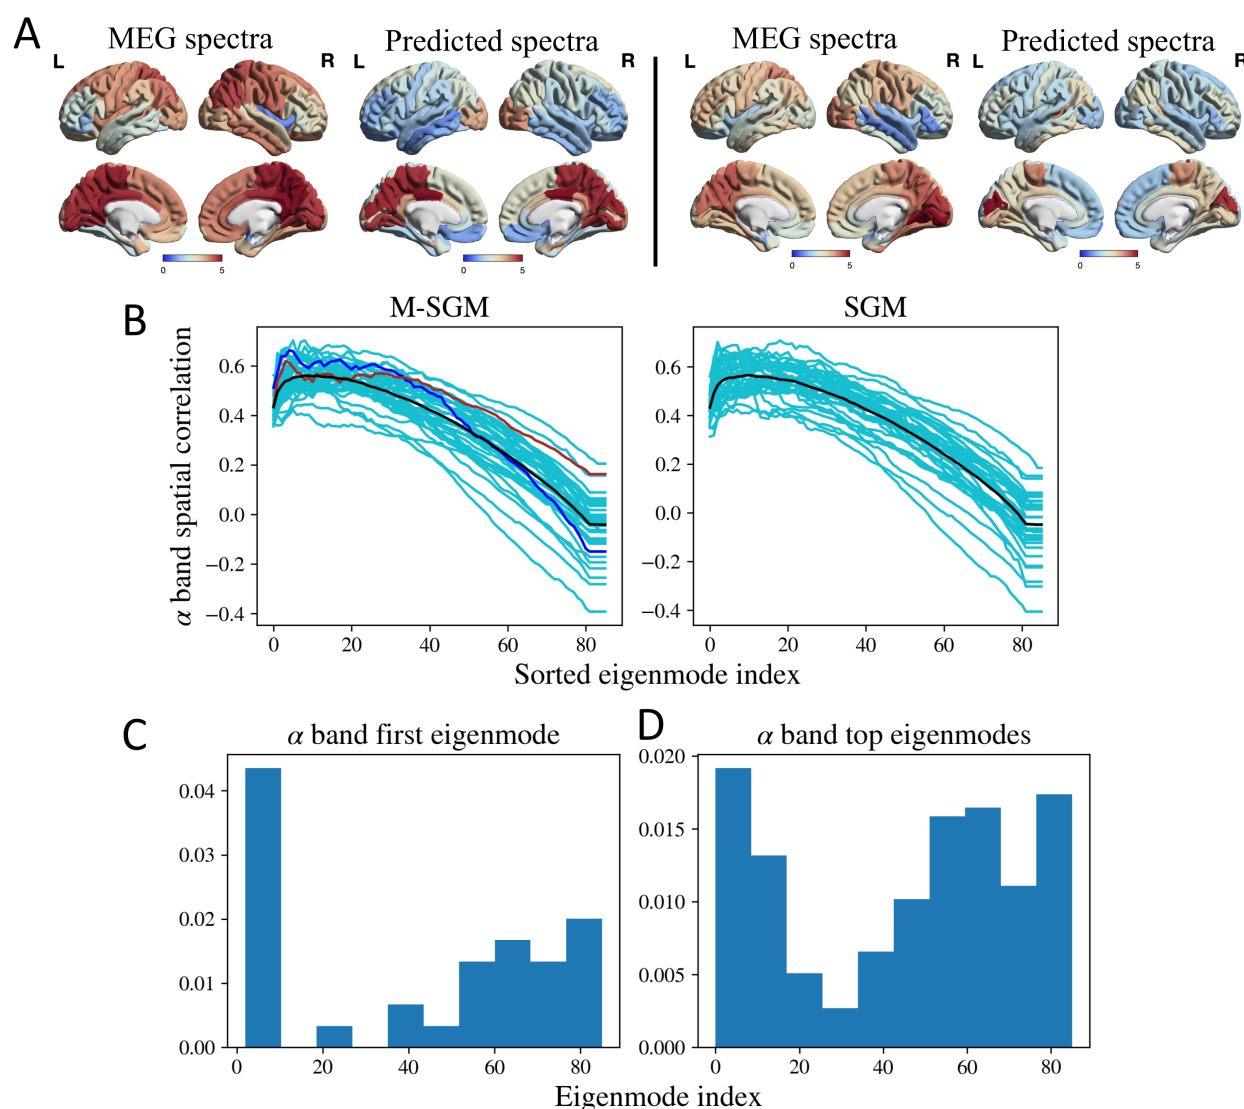 A
MEG spectra
Predicted spectra
MEG spectra
Predicted spectra
L
R
L
R
L
R
L
R
0
5
0
5
0
5
0
5
B
M-SGM
SGM
α band spatial correlation
0.6
0.4
0.2
0.0
−0.2
−0.4
0
20
40
60
80
0.6
0.4
0.2
0.0
−0.2
−0.4
0
20
40
60
80
Sorted eigenmode index
C
α band first eigenmode
0.04
0.03
0.02
0.01
0.00
0
20
40
60
80
D
α band top eigenmodes
0.020
0.015
0.010
0.005
0.000
0
20
40
60
80
Eigenmode index